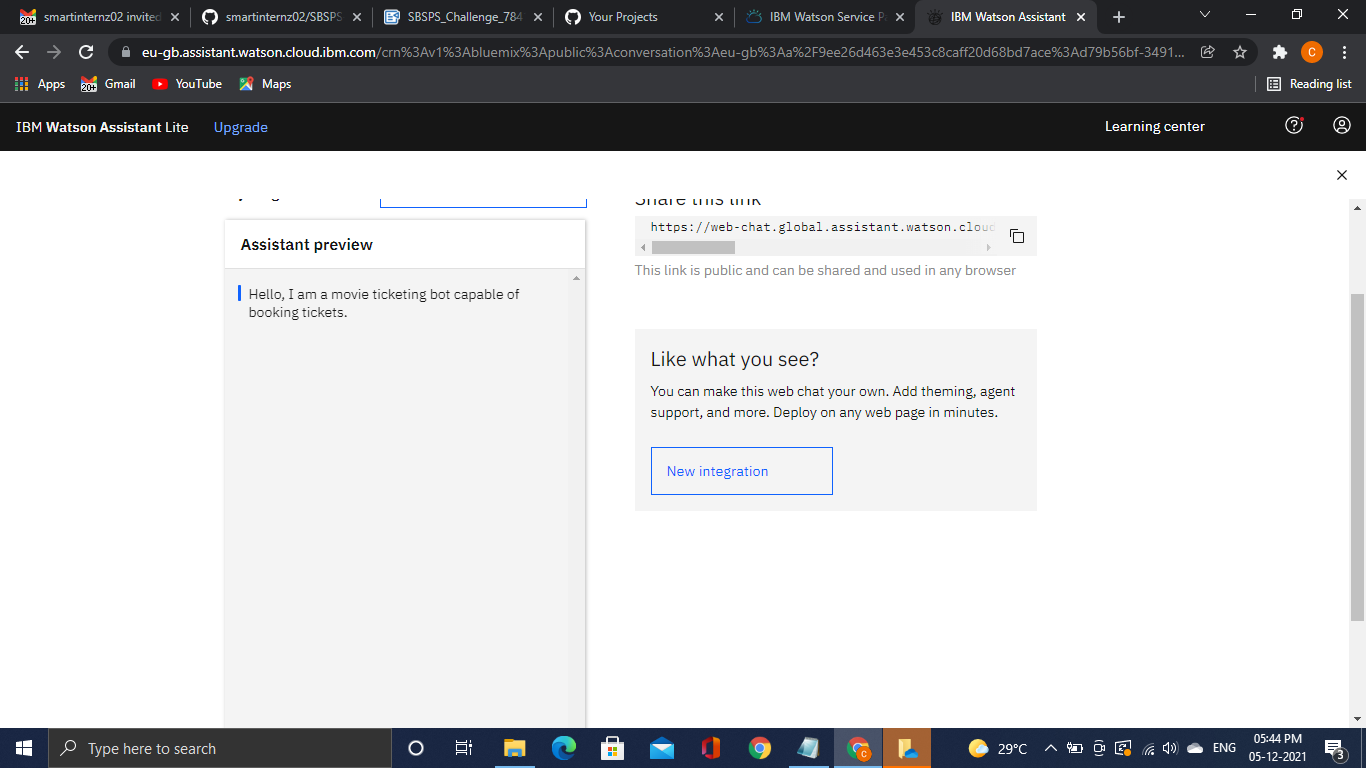 smartinternz02 invited
smartinternz02/SBSPS
SBSPS_Challenge_784
Your Projects
IBM Watson Service P
IBM Watson Assistant
eu-gb.assistant.watson.cloud.ibm.com/crn%3Av1%3Abluemix%3Apublic%3Aconversation%3Aeu-gb%3Aa%2F9ee26d463e3e453c8caff20d68bd7ace%3Ad79b56bf-3491...
C
Apps
20+
Gmail
YouTube
Maps
Reading list
IBM Watson Assistant Lite
Upgrade
Learning center
Share this link
https://web-chat.global.assistant.watson.cloud
This link is public and can be shared and used in any browser
Assistant preview
Hello, I am a movie ticketing bot capable of
booking tickets.
Like what you see?
You can make this web chat your own. Add theming, agent
support, and more. Deploy on any web page in minutes.
New integration
Type here to search
29°C
ENG
05:44 PM
05-12-2021
3